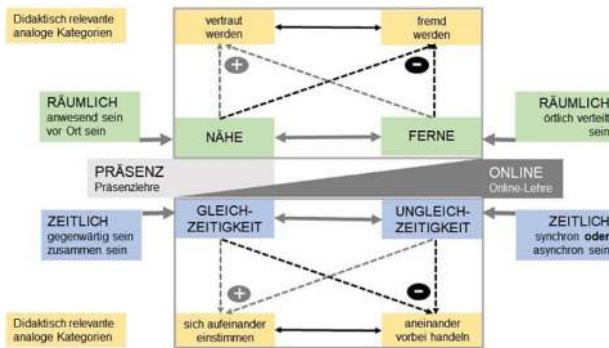 Didaktisch relevante
analoge Kategorien
vertraut
werden
fremd
werden
+
−
RÄUMLICH
anwesend sein
vor Ort sein
NÄHE
FERNE
RÄUMLICH
örtlich verteilt
sein
PRÄSENZ
Präsenzlehre
ONLINE
Online-Lehre
ZEITLICH
gegenwärtig sein
zusammen sein
GLEICH-
ZEITIGKEIT
UNGLEICH-
ZEITIGKEIT
ZEITLICH
synchron oder
asynchron sein
+
−
Didaktisch relevante
analoge Kategorien
sich aufeinander
einstimmen
aneinander
vorbei handeln